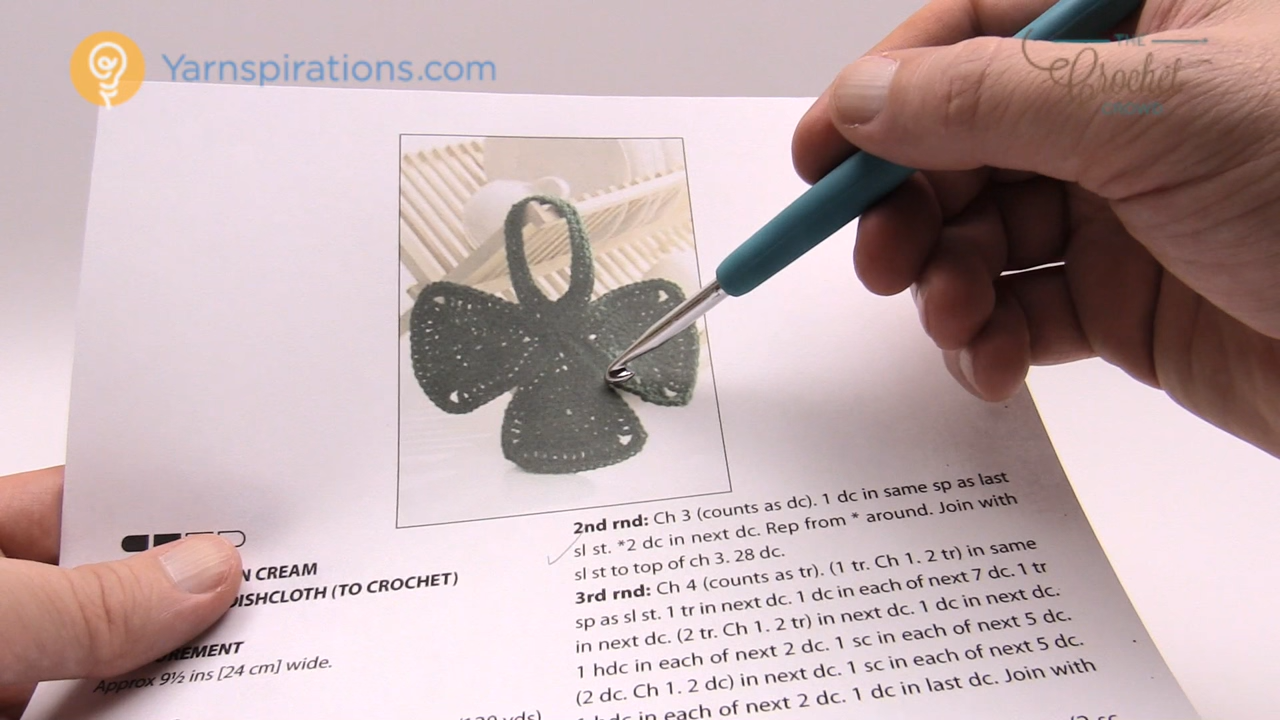 Yarnspirations.com
THE
Crochet
CROWD
N CREAM
DISHCLOTH (TO CROCHET)
REMENT
Approx 9½ ins [24 cm] wide.
2nd rnd: Ch 3 (counts as dc). 1 dc in same sp as last
sl st. *2 dc in next dc. Rep from * around. Join with
sl st to top of ch 3. 28 dc.
3rd rnd: Ch 4 (counts as tr). (1 tr. Ch 1. 2 tr) in same
sp as sl st. 1 tr in next dc. 1 dc in each of next 7 dc. 1 tr
in next dc. (2 tr. Ch 1. 2 tr) in next dc. 1 dc in next dc.
1 hdc in each of next 2 dc. 1 sc in each of next 5 dc.
(2 dc. Ch 1. 2 dc) in next dc. 1 sc in each of next 5 dc.
1 hdc in each of next 2 dc. 1 dc in last dc. Join with